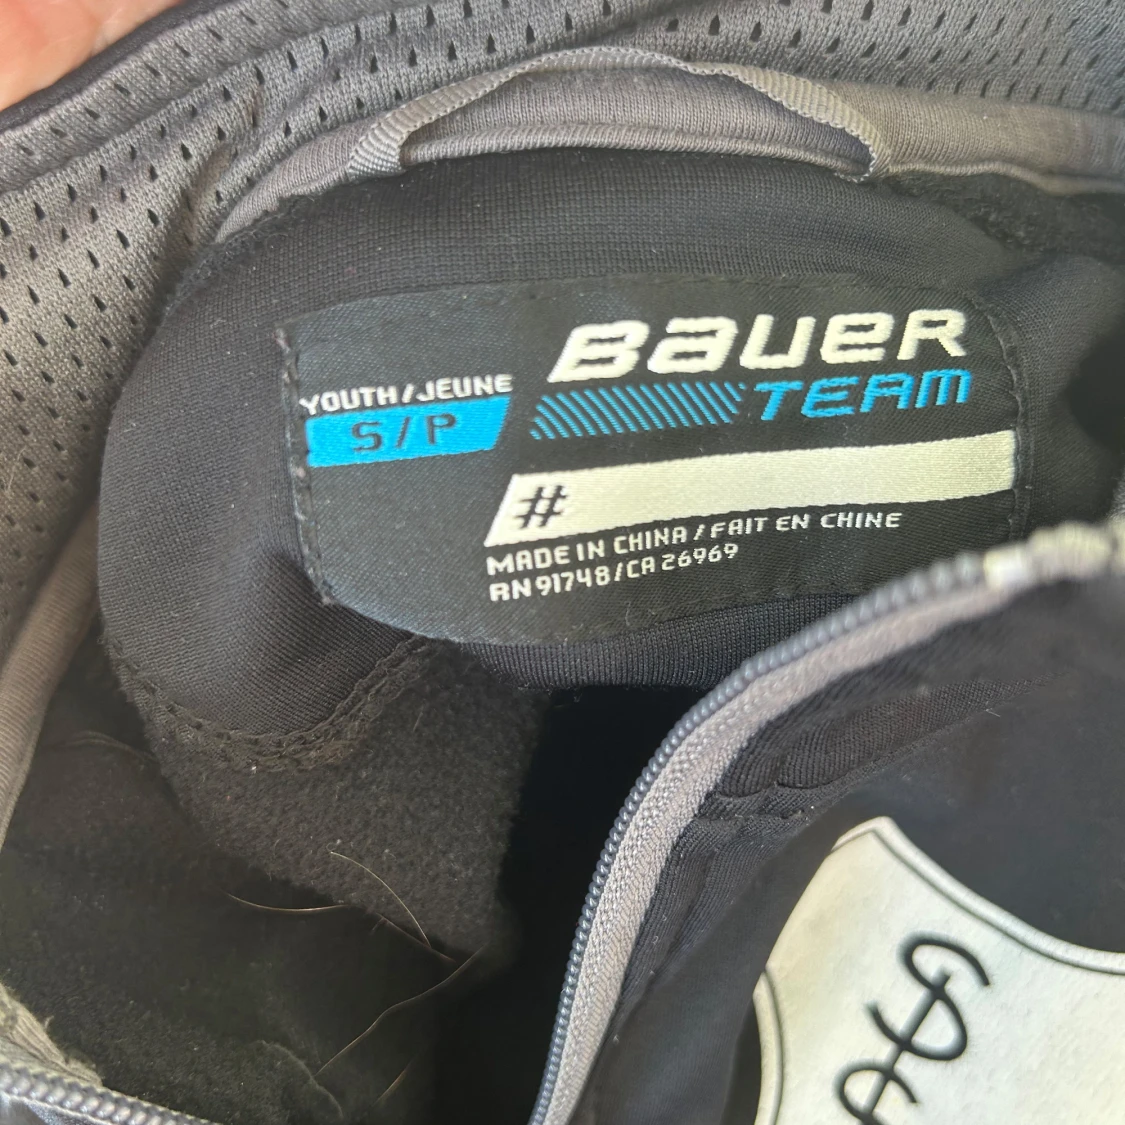 BAUER
TEAM
YOUTH/JEUNE
S/P
#
MADE IN CHINA / FAIT EN CHINE
RN 91748/CA 26969